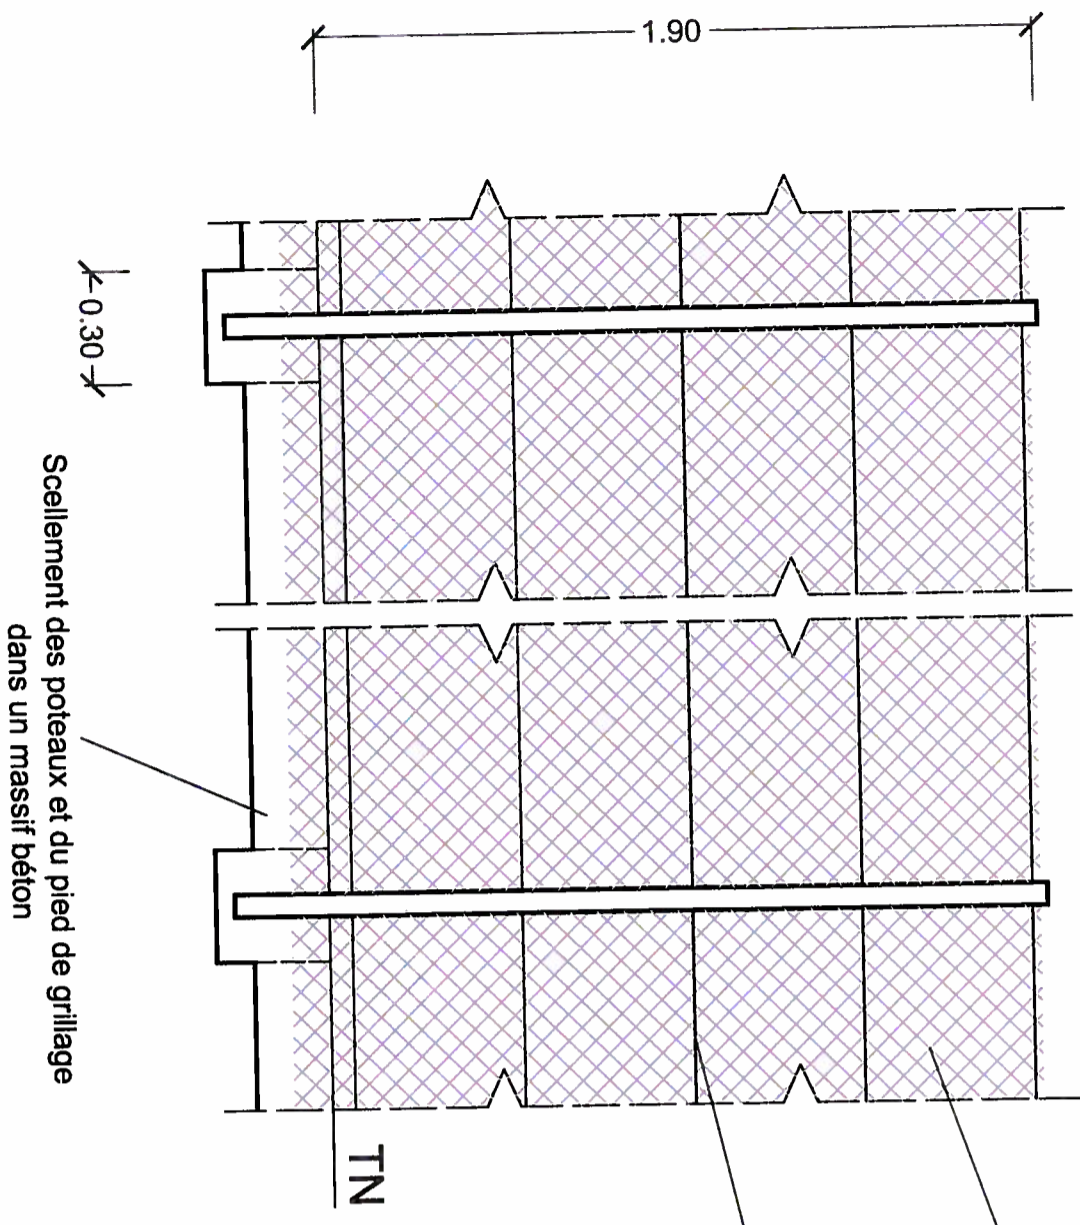 1.90
0.30
TN
Scellement des poteaux et du pied de grillage
dans un massif béton